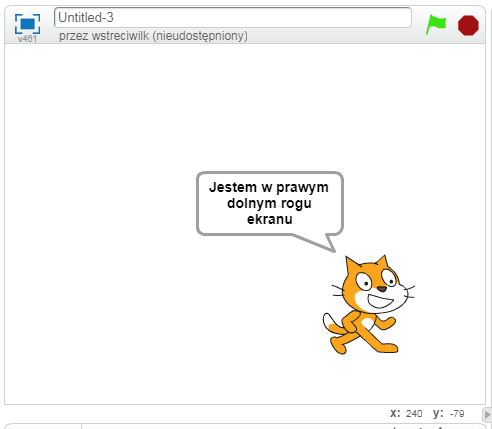 Untitled-3
v461
przez wstreciwilk (nieudostępniony)
Jestem w prawym
dolnym rogu
ekranu
x: 240 y: -79